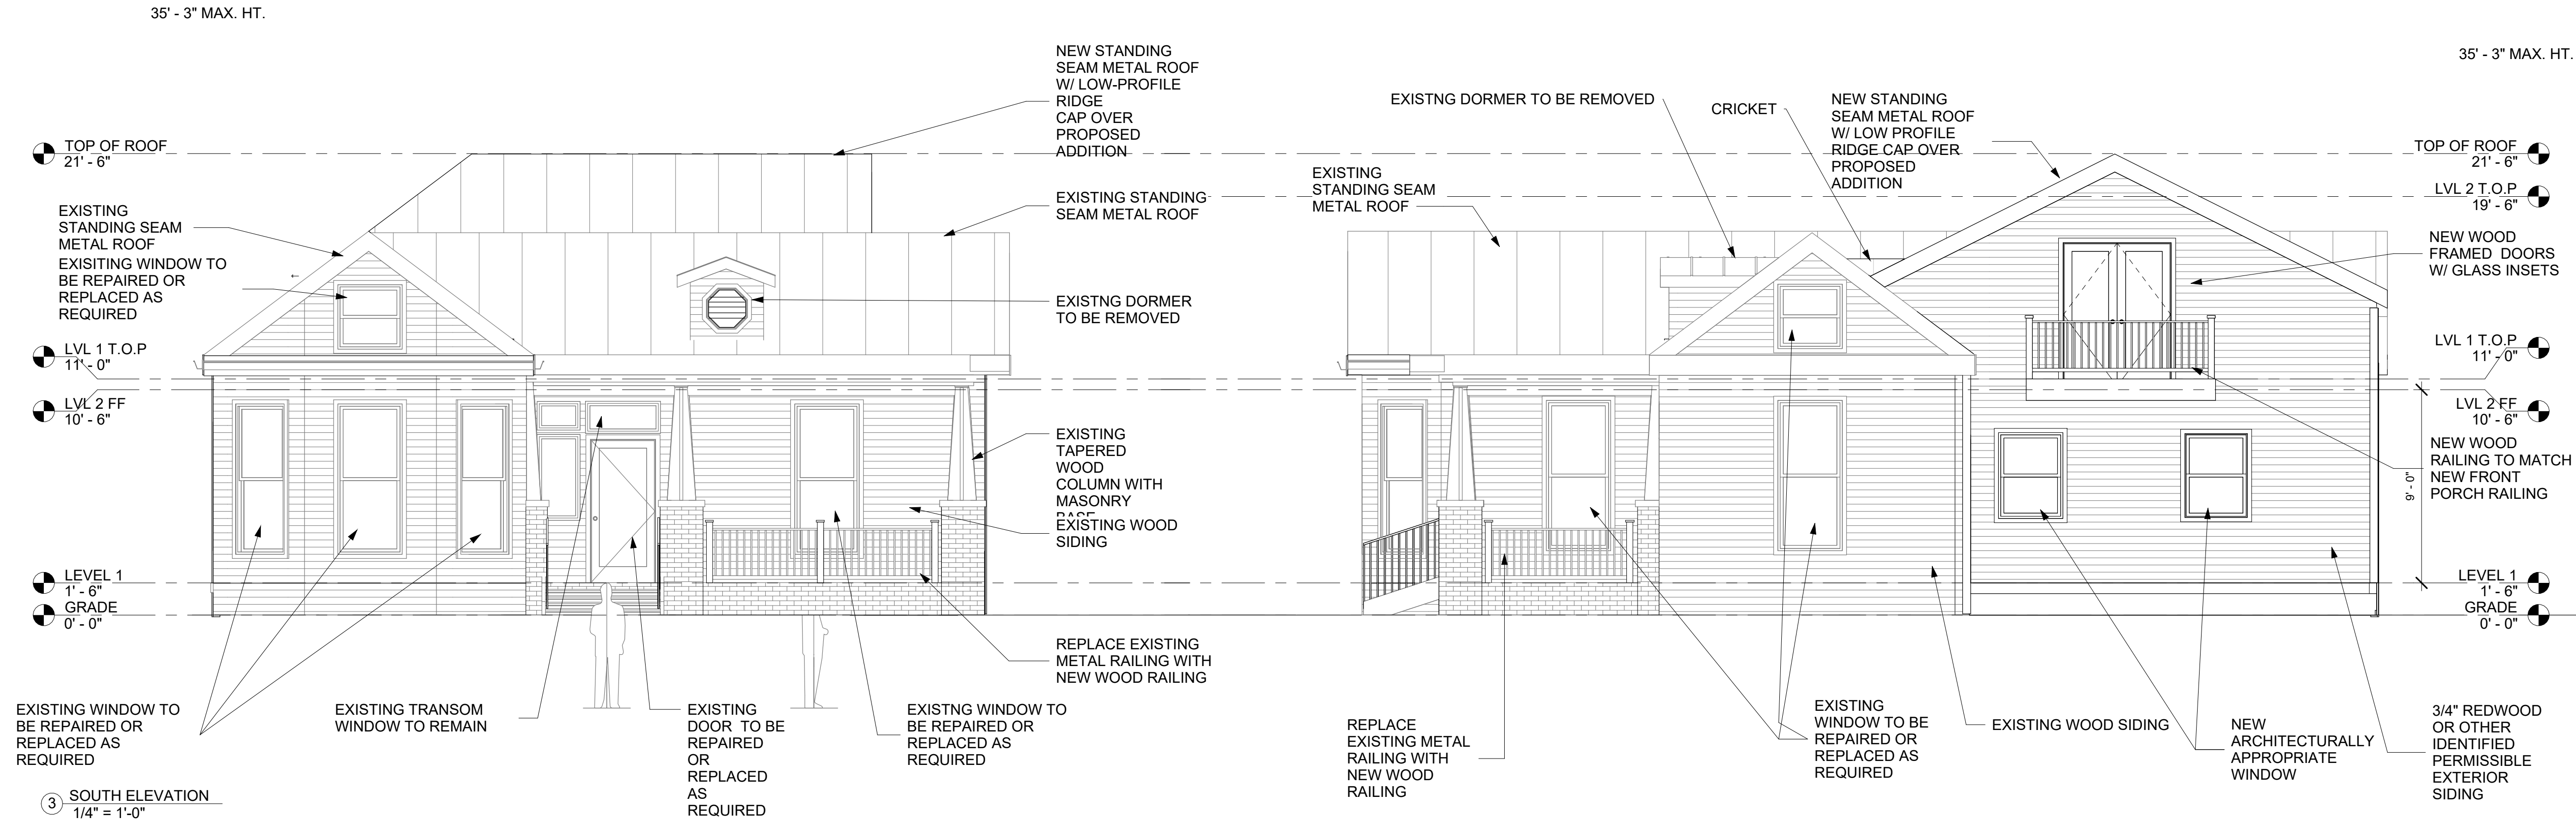 35' - 3" MAX. HT.
35' - 3" MAX. HT.
NEW STANDING
SEAM METAL ROOF
W/ LOW-PROFILE
RIDGE
CAP OVER
PROPOSED
ADDITION
EXISTNG DORMER TO BE REMOVED
CRICKET
NEW STANDING
SEAM METAL ROOF
W/ LOW PROFILE
RIDGE CAP OVER
PROPOSED
ADDITION
TOP OF ROOF
21' - 6"
TOP OF ROOF
21' - 6"
EXISTING
STANDING SEAM
METAL ROOF
LVL 2 T.O.P
19' - 6"
EXISTING STANDING
SEAM METAL ROOF
EXISTING
STANDING SEAM
METAL ROOF
EXISITING WINDOW TO
BE REPAIRED OR
REPLACED AS
REQUIRED
NEW WOOD
FRAMED DOORS
W/ GLASS INSETS
EXISTNG DORMER
TO BE REMOVED
LVL 1 T.O.P
11' - 0"
LVL 1 T.O.P
11' - 0"
LVL 2 FF
10' - 6"
LVL 2 FF
10' - 6"
EXISTING
TAPERED
WOOD
COLUMN WITH
MASONRY
BASE
EXISTING WOOD
SIDING
NEW WOOD
RAILING TO MATCH
NEW FRONT
PORCH RAILING
9' - 0"
LEVEL 1
1' - 6"
LEVEL 1
1' - 6"
GRADE
0' - 0"
GRADE
0' - 0"
REPLACE EXISTING
METAL RAILING WITH
NEW WOOD RAILING
EXISTING WINDOW TO
BE REPAIRED OR
REPLACED AS
REQUIRED
EXISTING TRANSOM
WINDOW TO REMAIN
EXISTING
DOOR TO BE
REPAIRED
OR
REPLACED
AS
REQUIRED
EXISTNG WINDOW TO
BE REPAIRED OR
REPLACED AS
REQUIRED
REPLACE
EXISTING METAL
RAILING WITH
NEW WOOD
RAILING
EXISTING
WINDOW TO BE
REPAIRED OR
REPLACED AS
REQUIRED
EXISTING WOOD SIDING
NEW
ARCHITECTURALLY
APPROPRIATE
WINDOW
3/4" REDWOOD
OR OTHER
IDENTIFIED
PERMISSIBLE
EXTERIOR
SIDING
3 SOUTH ELEVATION
1/4" = 1'-0"